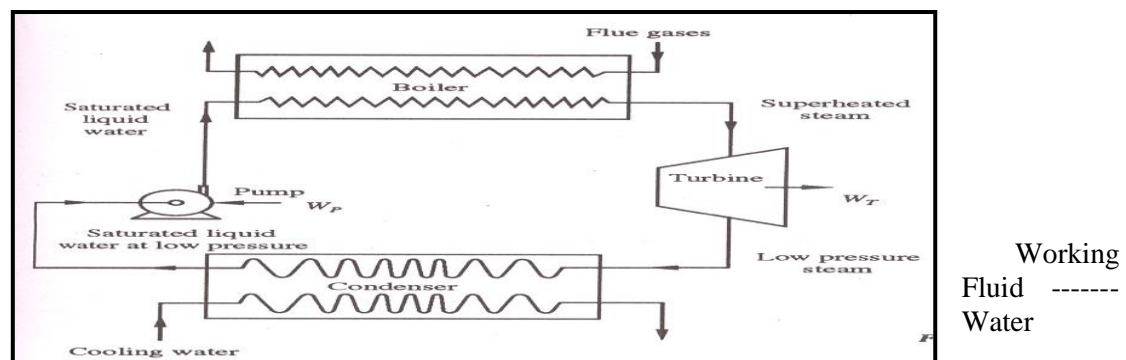 Flue gases
Boiler
Saturated
liquid
water
Superheated
steam
Turbine
W_T
Pump
W_P
Saturated liquid
water at low pressure
Low pressure
steam
Condenser
Cooling water
Working
Fluid -------
Water